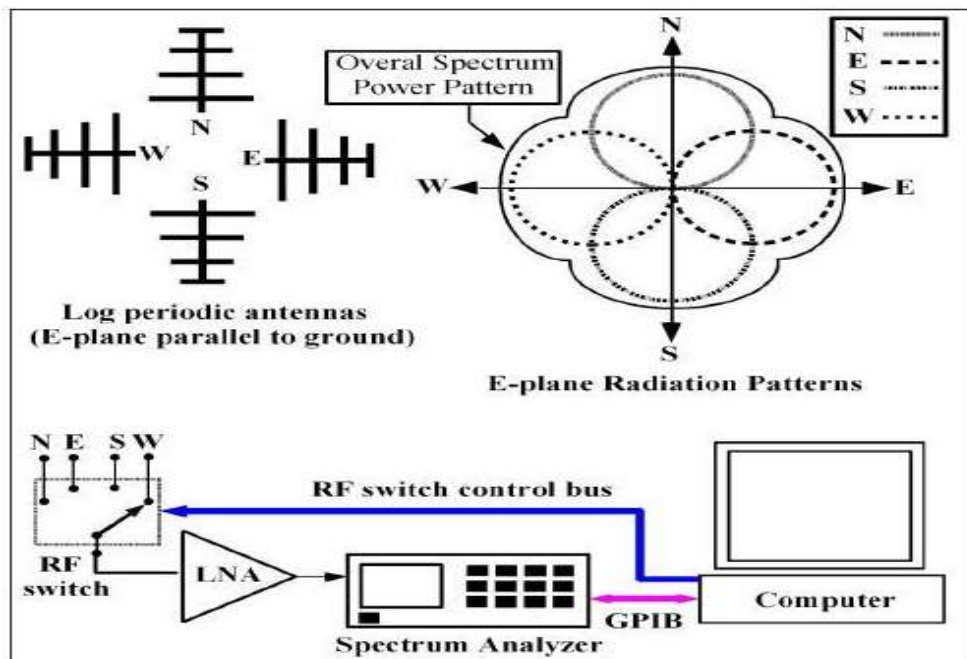 N
W
E
S
Log periodic antennas
(E-plane parallel to ground)
Overal Spectrum
Power Pattern
N
W
E
S
E-plane Radiation Patterns
N
E
S
W
N E S W
RF switch control bus
RF
switch
LNA
Spectrum Analyzer
GPIB
Computer